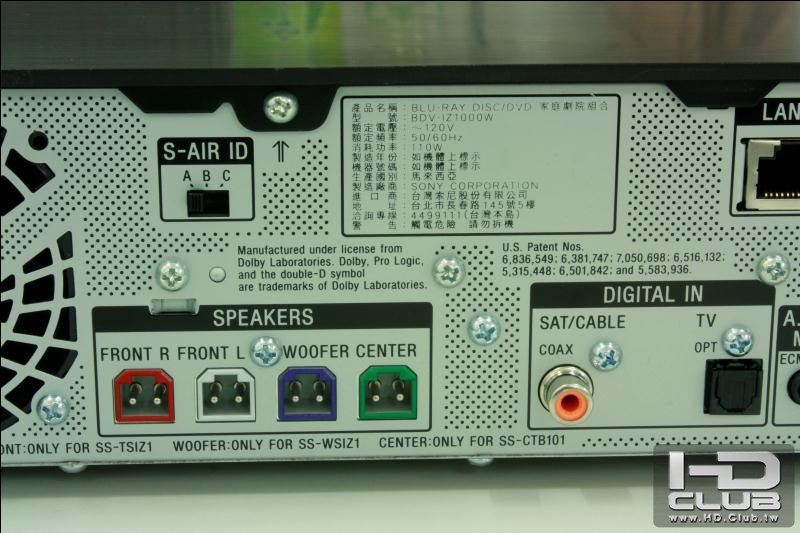 產品名稱：BLU-RAY DISC/DVD 家庭劇院組合
型 號：BDV-IZ1000W
額定電壓：～120V
額定頻率：50/60Hz
消耗功率：110W
製造年份：如機體上標示
機器號碼：如機體上標示
生產國別：馬來西亞
製造廠商：SONY CORPORATION
進 口 商：台灣索尼股份有限公司
地 址：台北市長春路145號5樓
洽詢專線：4499111(台灣本島)
警 告：觸電危險 請勿拆機
LAN
S-AIR ID
A B C
Manufactured under license from
Dolby Laboratories. Dolby, Pro Logic,
and the double-D symbol
are trademarks of Dolby Laboratories.
U.S. Patent Nos.
6,836,549; 6,381,747; 7,050,698; 6,516,132;
5,315,448; 6,501,842; and 5,583,936.
SPEAKERS
FRONT R FRONT L WOOFER CENTER
DIGITAL IN
SAT/CABLE TV
COAX OPT
A.
M
ECM
ONT:ONLY FOR SS-TSIZ1 WOOFER:ONLY FOR SS-WSIZ1 CENTER:ONLY FOR SS-CTB101
HD
CLUB
www.HD.Club.tw